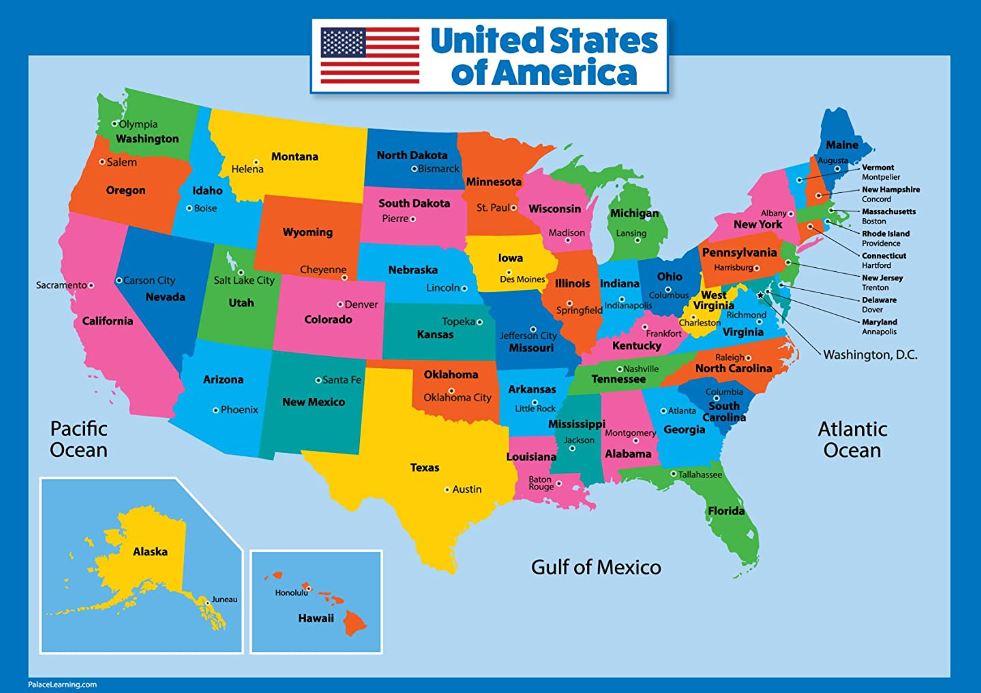 United States
of America
Olympia
Washington
Salem
Oregon
Idaho
Boise
Montana
Helena
North Dakota
Bismarck
South Dakota
Pierre
Minnesota
St. Paul
Wisconsin
Madison
Michigan
Lansing
Wyoming
Cheyenne
Nebraska
Lincoln
Iowa
Des Moines
Illinois
Springfield
Indiana
Indianapolis
Ohio
Columbus
Pennsylvania
Harrisburg
New York
Albany
Maine
Augusta
Vermont
Montpelier
New Hampshire
Concord
Massachusetts
Boston
Rhode Island
Providence
Connecticut
Hartford
New Jersey
Trenton
Delaware
Dover
Maryland
Annapolis
Washington, D.C.
Sacramento
California
Carson City
Nevada
Salt Lake City
Utah
Denver
Colorado
Topeka
Kansas
Jefferson City
Missouri
Frankfort
Kentucky
West
Virginia
Charleston
Richmond
Virginia
Raleigh
North Carolina
Nashville
Tennessee
Arizona
Phoenix
Santa Fe
New Mexico
Oklahoma
Oklahoma City
Arkansas
Little Rock
Mississippi
Jackson
Montgomery
Alabama
Atlanta
Georgia
Columbia
South
Carolina
Texas
Austin
Louisiana
Baton
Rouge
Tallahassee
Florida
Pacific
Ocean
Atlantic
Ocean
Gulf of Mexico
Alaska
Juneau
Honolulu
Hawaii
PalaceLearning.com